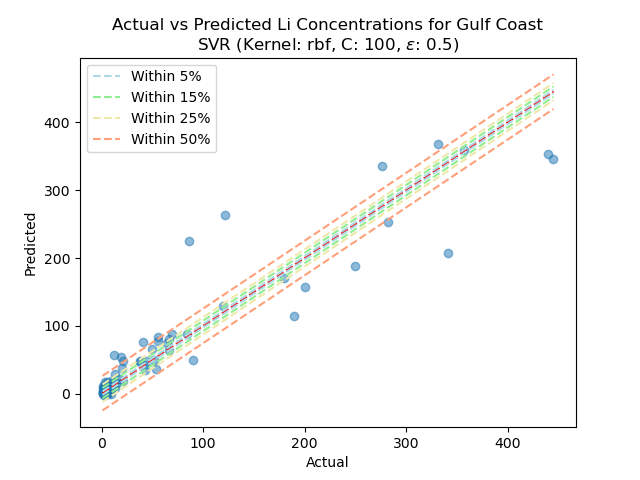 Actual vs Predicted Li Concentrations for Gulf Coast
SVR (Kernel: rbf, C: 100, ε: 0.5)
Within 5%
Within 15%
Within 25%
Within 50%
Predicted
400
300
200
100
0
0 100 200 300 400
Actual